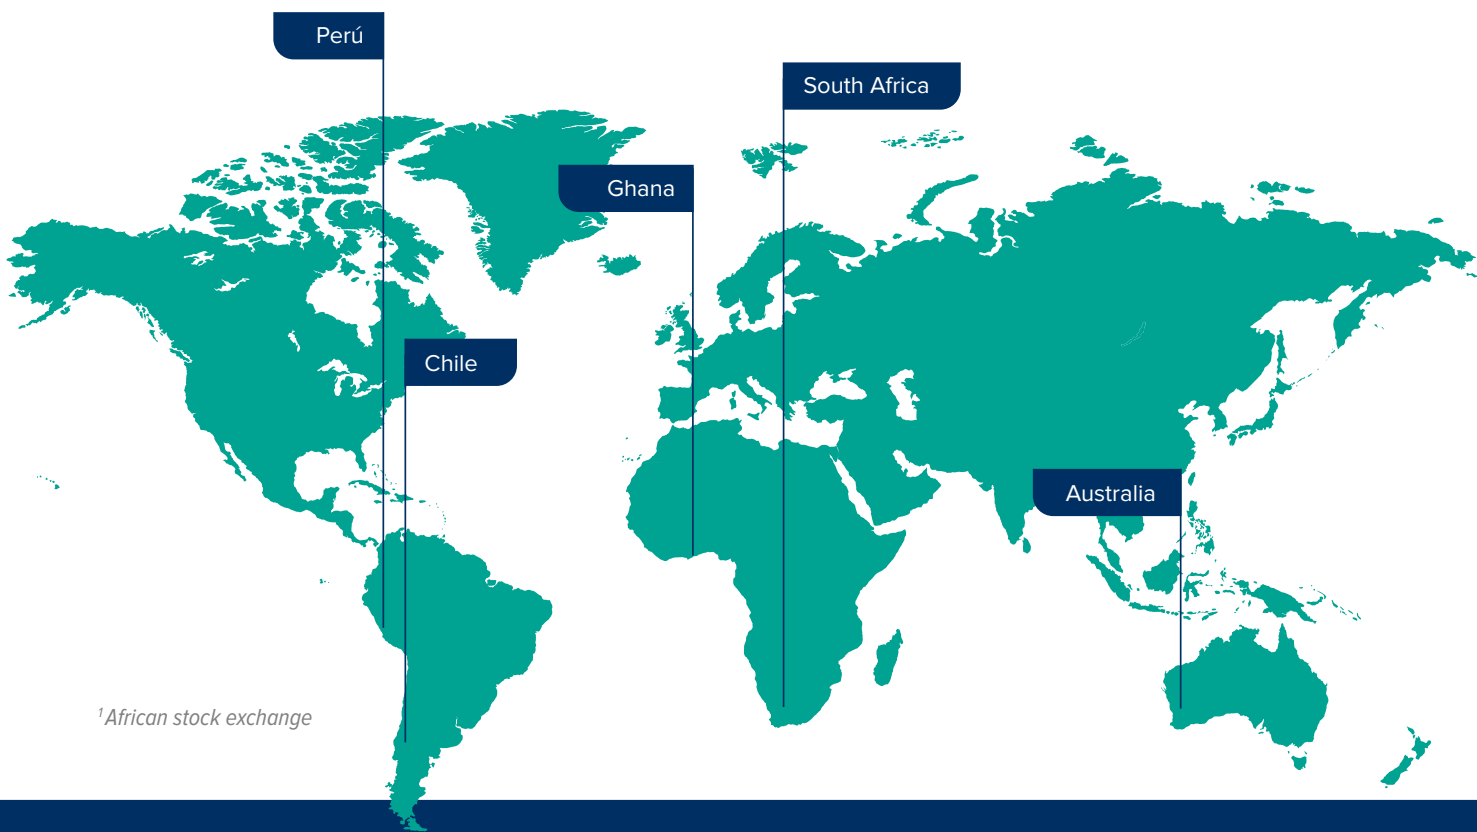 Perú
South Africa
Ghana
Chile
Australia
¹African stock exchange